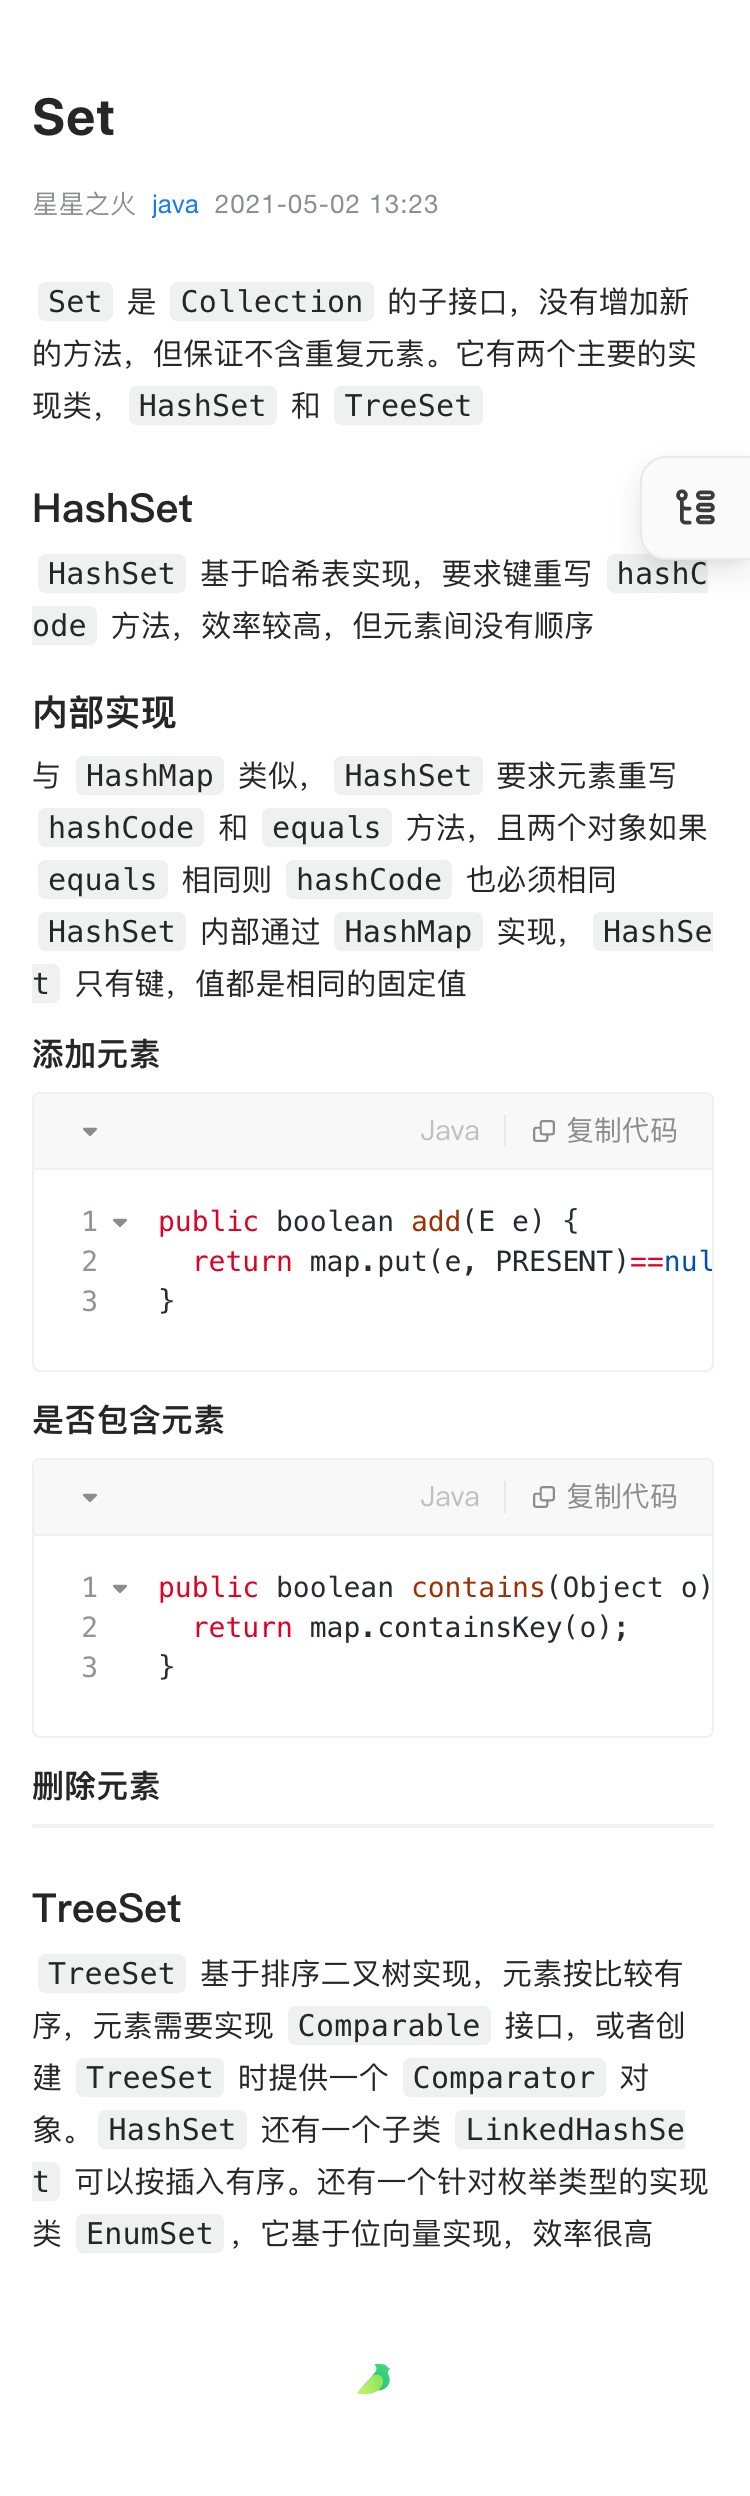 Set
星星之火 java 2021-05-02 13:23
Set 是 Collection 的子接口，没有增加新
的方法，但保证不含重复元素。它有两个主要的实
现类， HashSet 和 TreeSet
HashSet
HashSet 基于哈希表实现，要求键重写 hashC
ode 方法，效率较高，但元素间没有顺序
内部实现
与 HashMap 类似， HashSet 要求元素重写
hashCode 和 equals 方法，且两个对象如果
equals 相同则 hashCode 也必须相同
HashSet 内部通过 HashMap 实现， HashSe
t 只有键，值都是相同的固定值
添加元素
Java 复制代码
1 public boolean add(E e) {
2 return map.put(e, PRESENT)==nul
3 }
是否包含元素
Java 复制代码
1 public boolean contains(Object o)
2 return map.containsKey(o);
3 }
删除元素
TreeSet
TreeSet 基于排序二叉树实现，元素按比较有
序，元素需要实现 Comparable 接口，或者创
建 TreeSet 时提供一个 Comparator 对
象。 HashSet 还有一个子类 LinkedHashSe
t 可以按插入有序。还有一个针对枚举类型的实现
类 EnumSet ，它基于位向量实现，效率很高